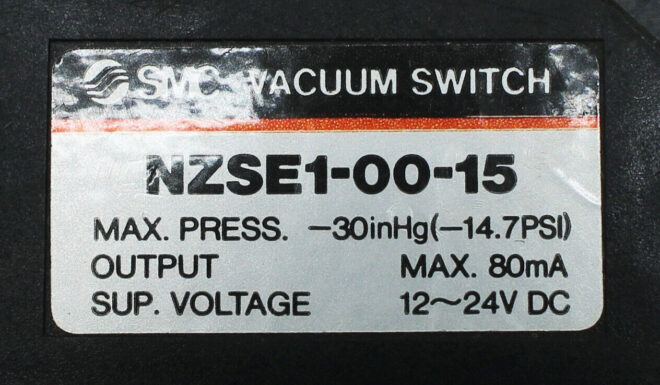 SMC VACUUM SWITCH
NZSE1-00-15
MAX. PRESS. -30inHg(-14.7PSI)
OUTPUT MAX. 80mA
SUP. VOLTAGE 12~24V DC